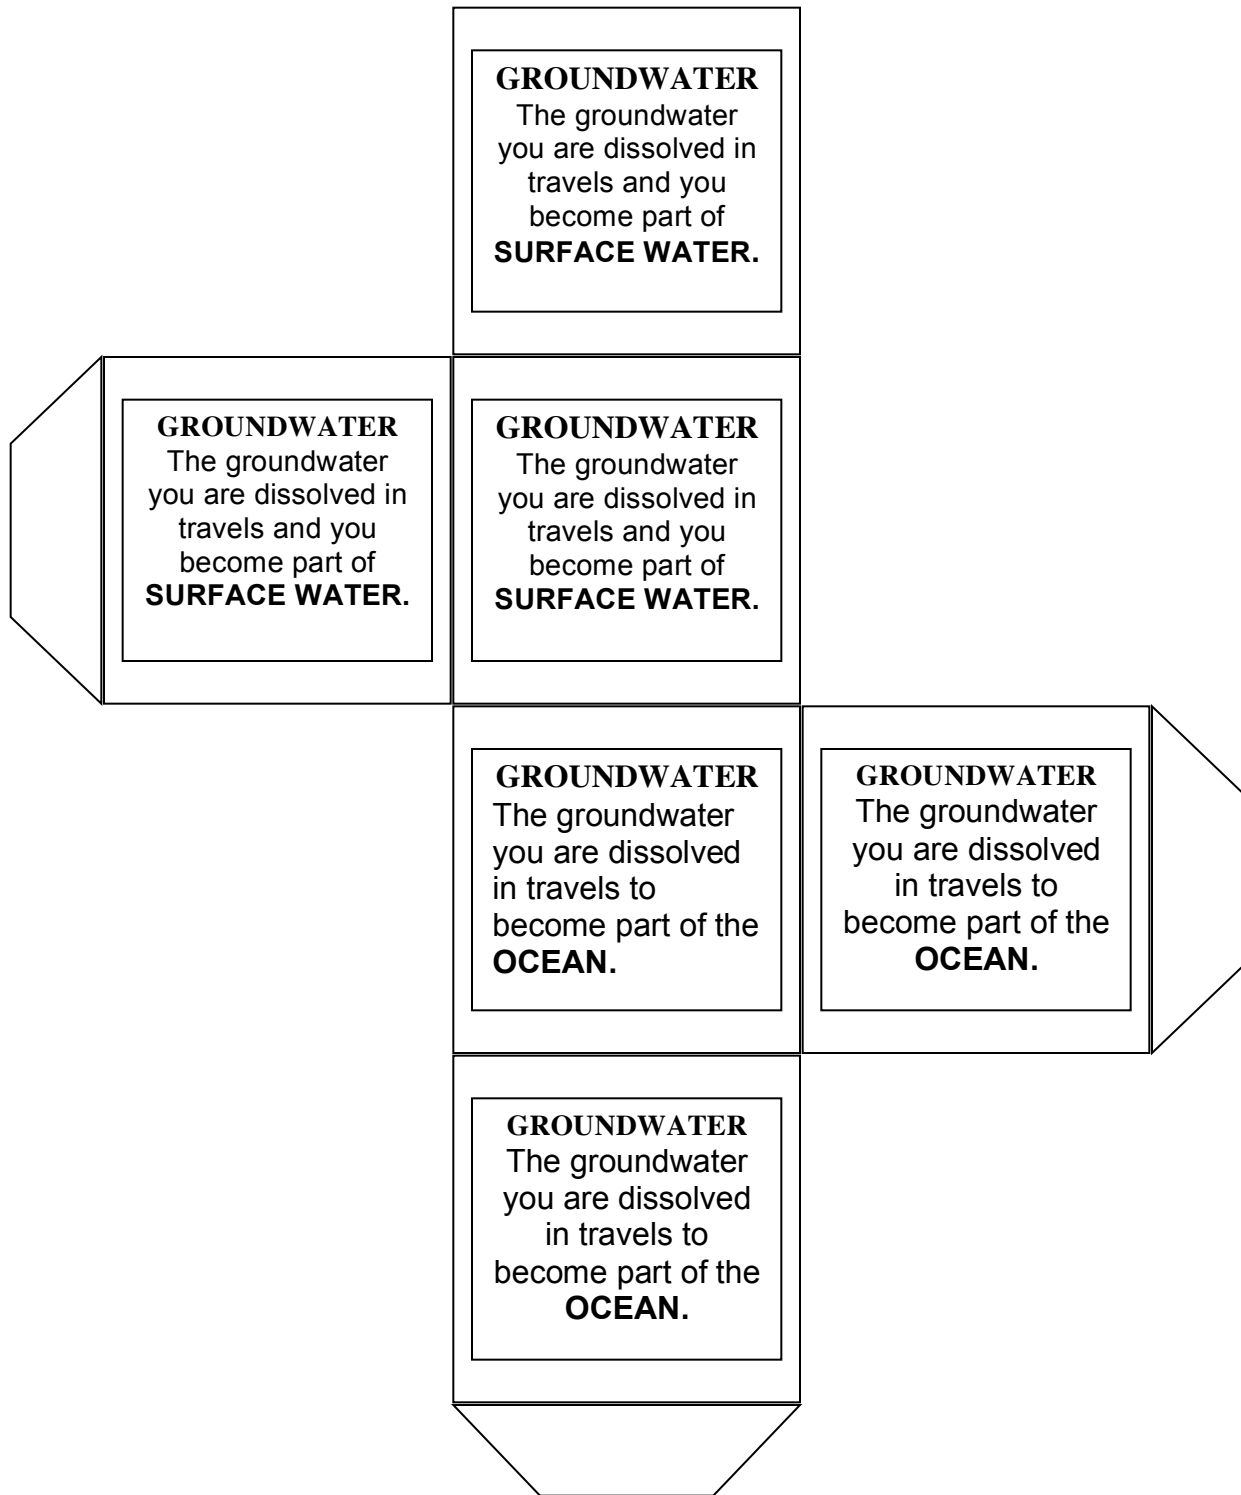 GROUNDWATER
The groundwater
you are dissolved in
travels and you
become part of
SURFACE WATER.
GROUNDWATER
The groundwater
you are dissolved in
travels and you
become part of
SURFACE WATER.
GROUNDWATER
The groundwater
you are dissolved in
travels and you
become part of
SURFACE WATER.
GROUNDWATER
The groundwater
you are dissolved
in travels to
become part of the
OCEAN.
GROUNDWATER
The groundwater
you are dissolved
in travels to
become part of the
OCEAN.
GROUNDWATER
The groundwater
you are dissolved
in travels to
become part of the
OCEAN.